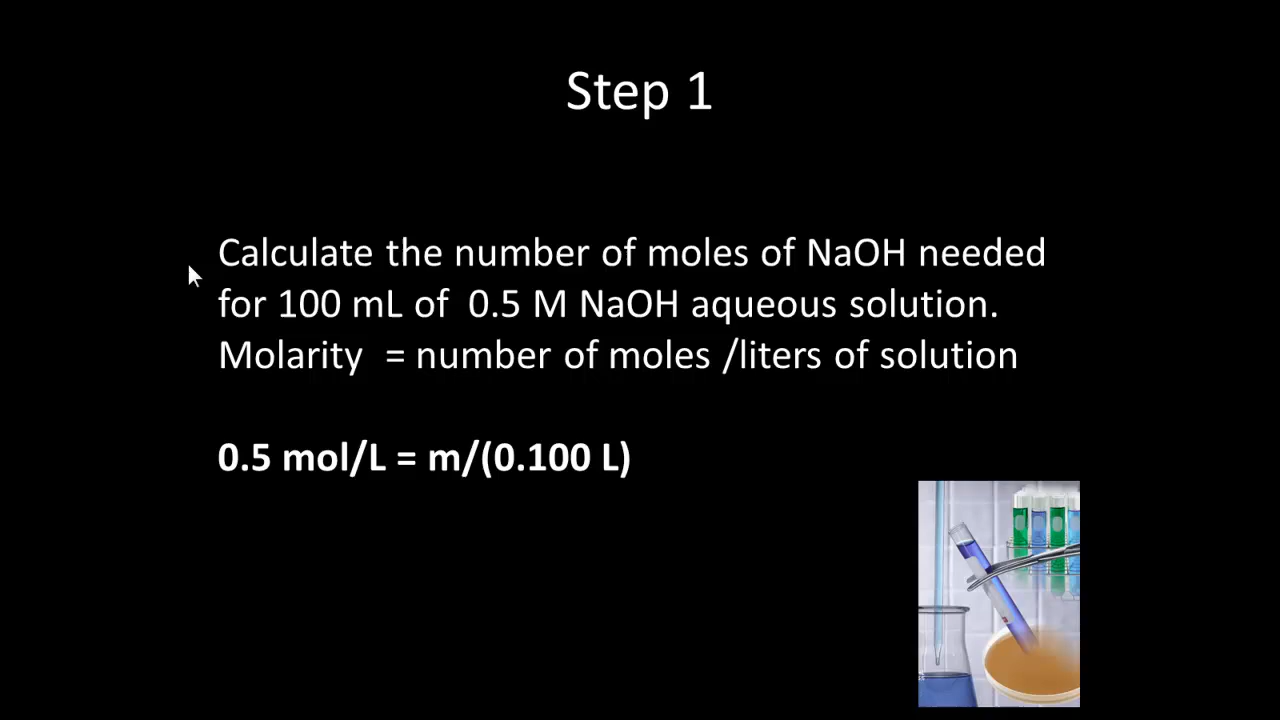 Step 1
Calculate the number of moles of NaOH needed
for 100 mL of 0.5 M NaOH aqueous solution.
Molarity = number of moles /liters of solution
0.5 mol/L = m/(0.100 L)